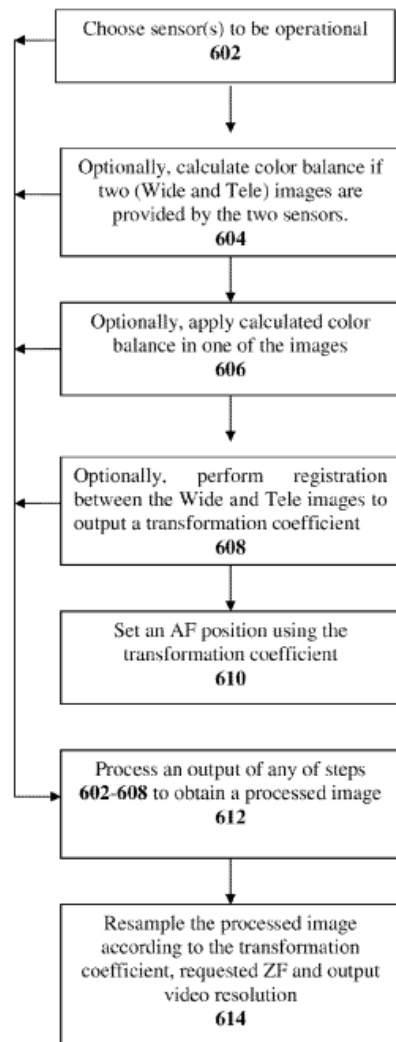 Choose sensor(s) to be operational
602
Optionally, calculate color balance if
two (Wide and Tele) images are
provided by the two sensors.
604
Optionally, apply calculated color
balance in one of the images
606
Optionally, perform registration
between the Wide and Tele images to
output a transformation coefficient
608
Set an AF position using the
transformation coefficient
610
Process an output of any of steps
602-608 to obtain a processed image
612
Resample the processed image
according to the transformation
coefficient, requested ZF and output
video resolution
614